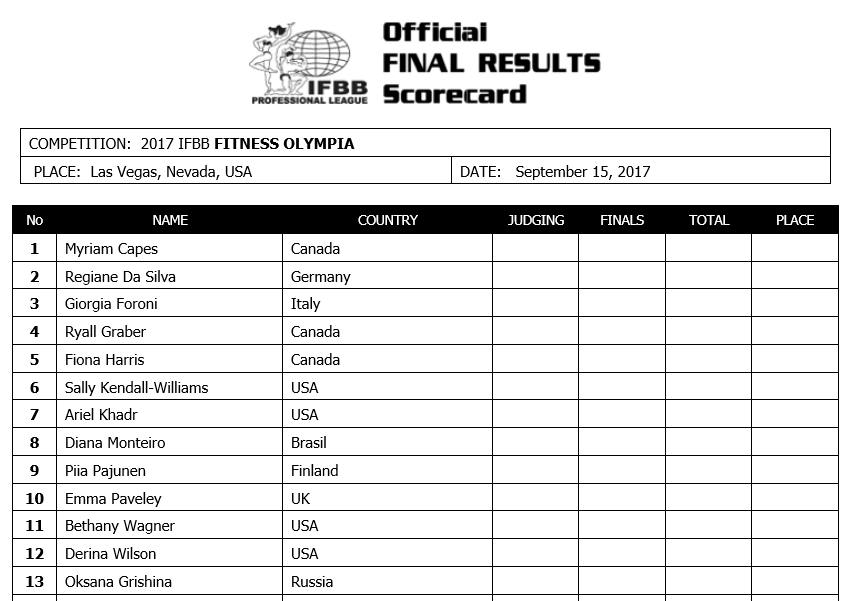 Official
FINAL RESULTS
Scorecard
IFBB
PROFESSIONAL LEAGUE
COMPETITION: 2017 IFBB FITNESS OLYMPIA
PLACE: Las Vegas, Nevada, USA DATE: September 15, 2017
No NAME COUNTRY JUDGING FINALS TOTAL PLACE
1 Myriam Capes Canada
2 Regiane Da Silva Germany
3 Giorgia Foroni Italy
4 Ryall Graber Canada
5 Fiona Harris Canada
6 Sally Kendall-Williams USA
7 Ariel Khadr USA
8 Diana Monteiro Brasil
9 Piia Pajunen Finland
10 Emma Paveley UK
11 Bethany Wagner USA
12 Derina Wilson USA
13 Oksana Grishina Russia